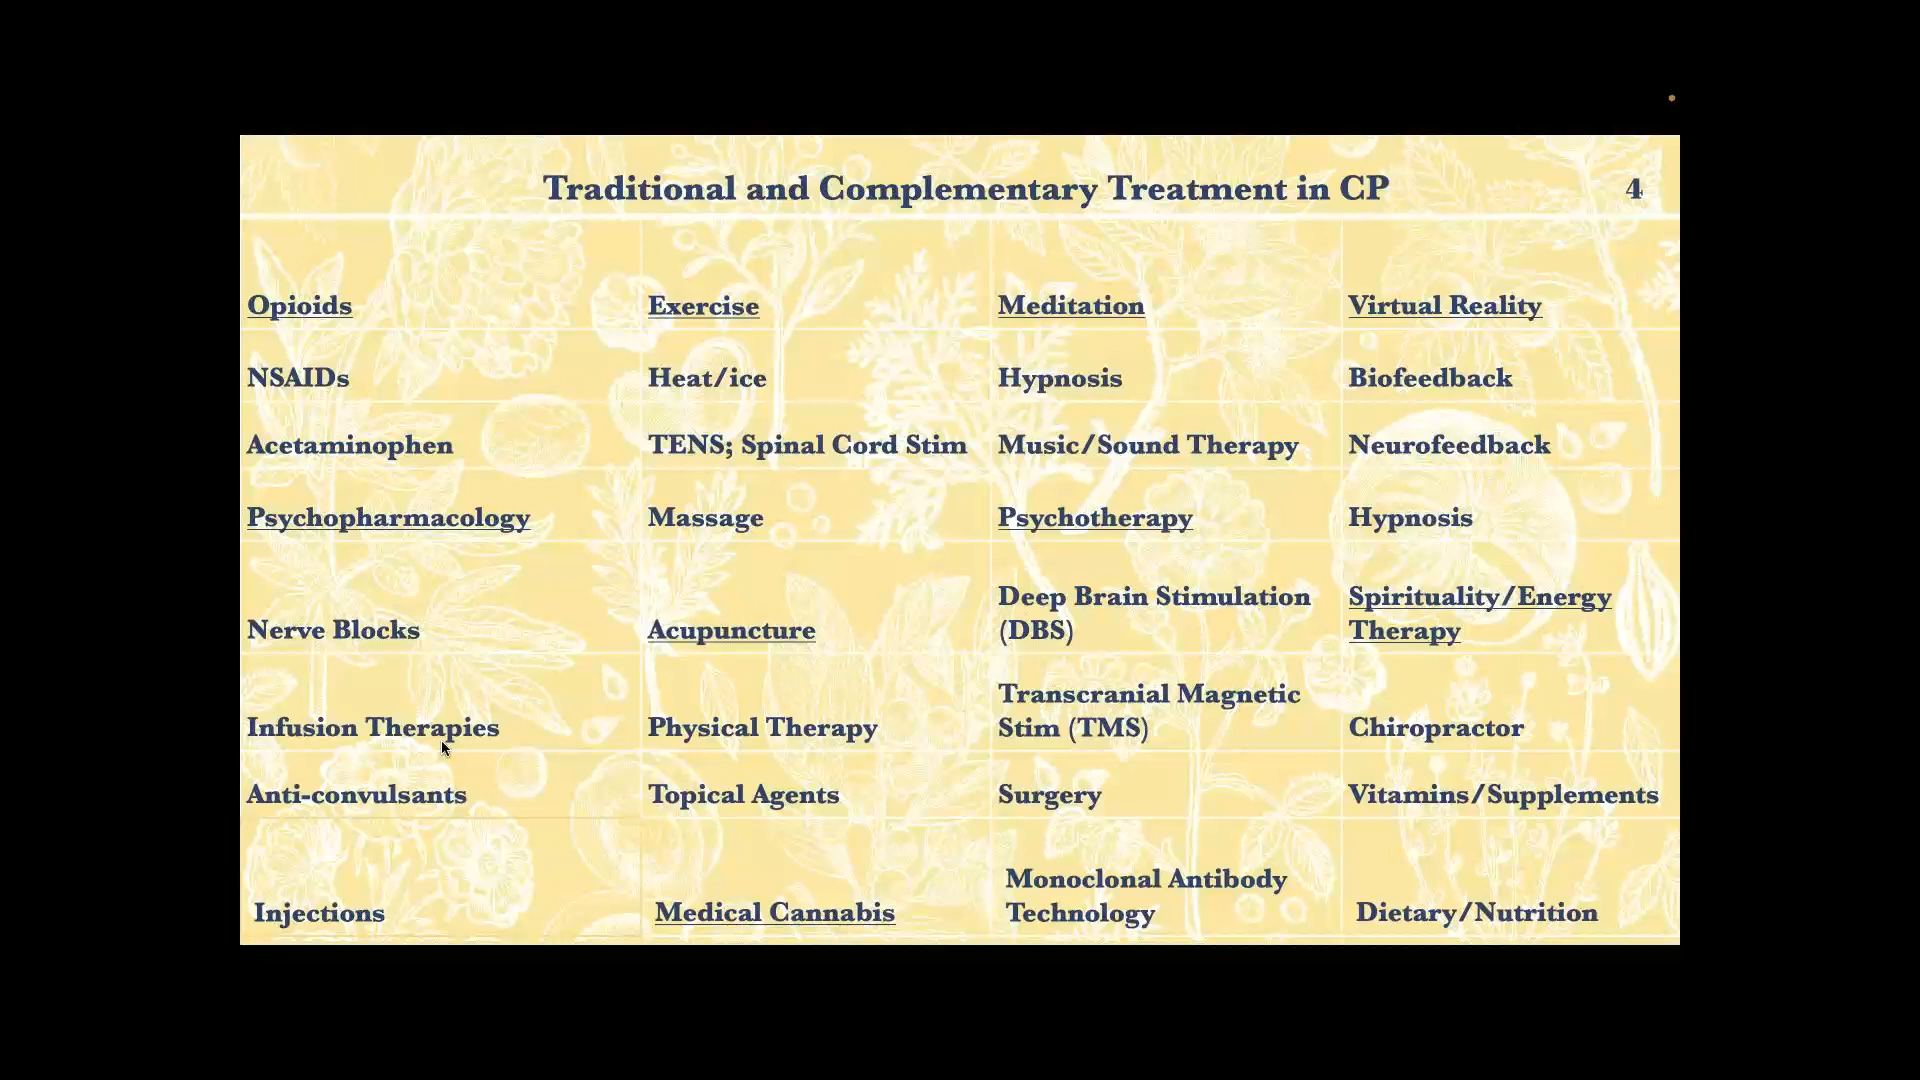 Traditional and Complementary Treatment in CP
4
Opioids
Exercise
Meditation
Virtual Reality
NSAIDs
Heat/ice
Hypnosis
Biofeedback
Acetaminophen
TENS; Spinal Cord Stim
Music/Sound Therapy
Neurofeedback
Psychopharmacology
Massage
Psychotherapy
Hypnosis
Nerve Blocks
Acupuncture
Deep Brain Stimulation
(DBS)
Spirituality/Energy
Therapy
Infusion Therapies
Physical Therapy
Transcranial Magnetic
Stim (TMS)
Chiropractor
Anti-convulsants
Topical Agents
Surgery
Vitamins/Supplements
Injections
Medical Cannabis
Monoclonal Antibody
Technology
Dietary/Nutrition